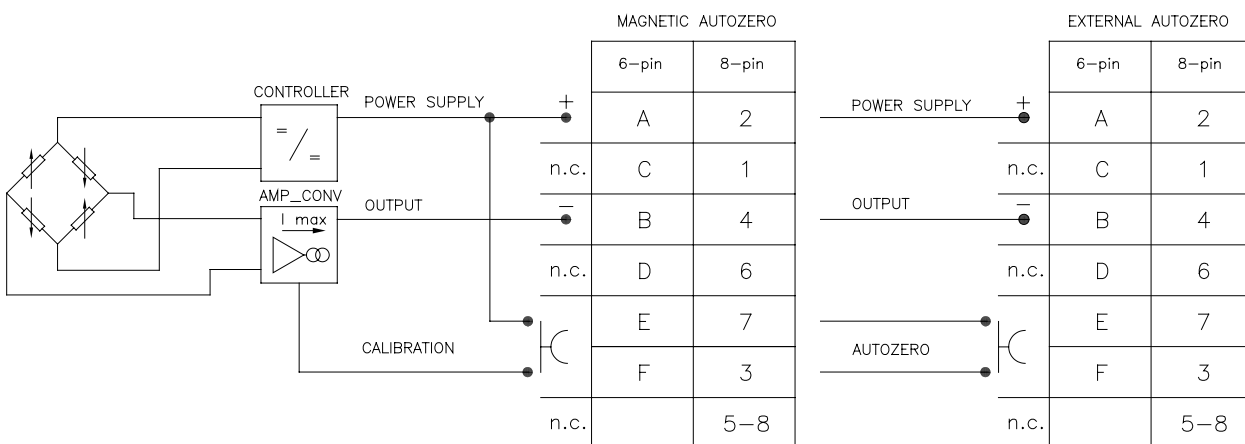 MAGNETIC AUTOZERO EXTERNAL AUTOZERO
6-pin 8-pin 6-pin 8-pin
CONTROLLER POWER SUPPLY + A 2 POWER SUPPLY + A 2
= / =
n.c. C 1 n.c. C 1
AMP_CONV
I max OUTPUT - B 4 OUTPUT - B 4
n.c. D 6 n.c. D 6
E 7 E 7
CALIBRATION AUTOZERO
F 3 F 3
n.c. 5-8 n.c. 5-8